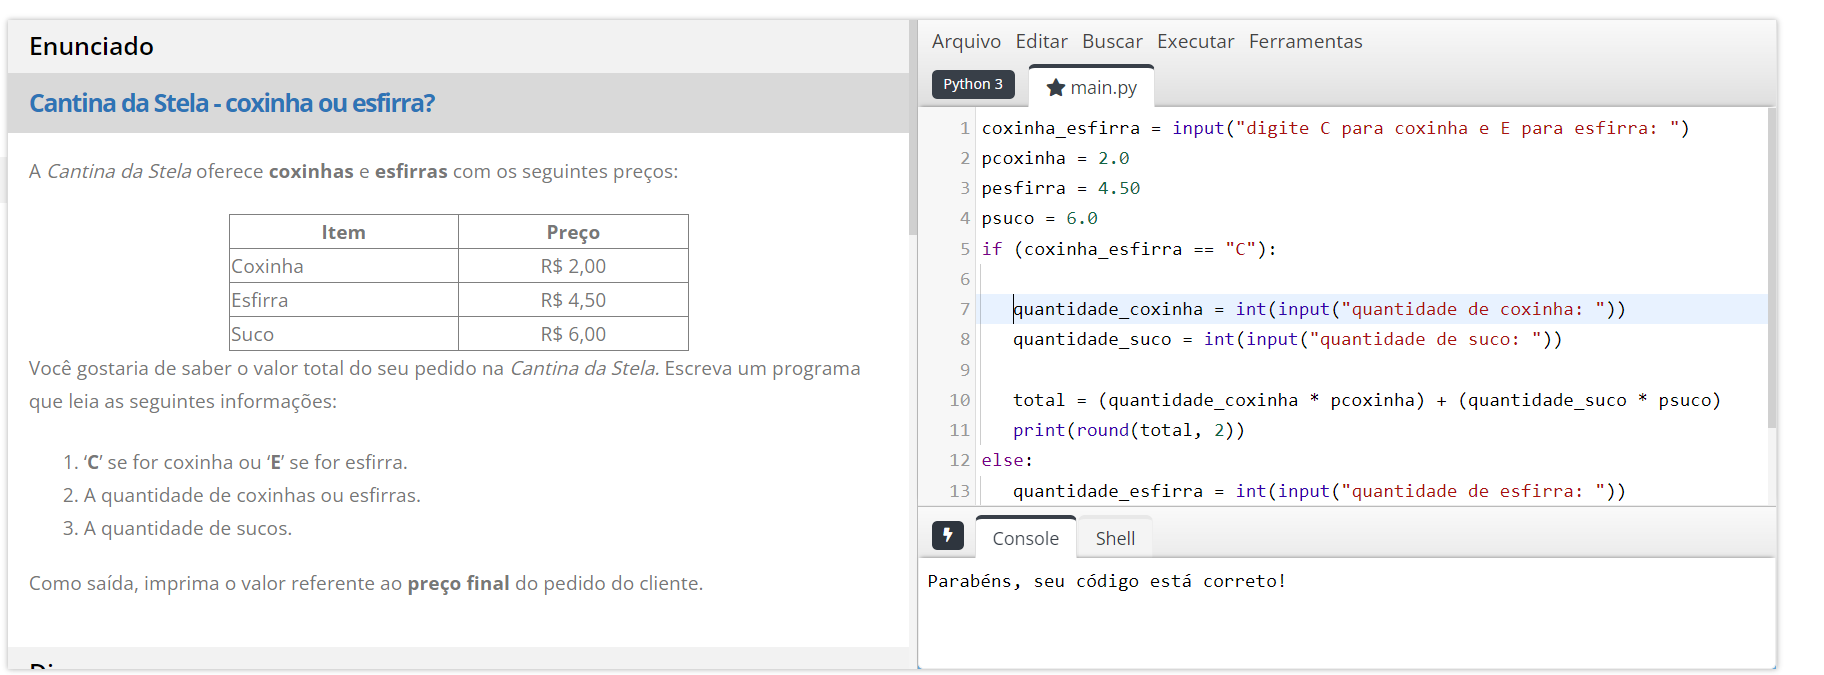 Enunciado
Cantina da Stela - coxinha ou esfirra?
A Cantina da Stela oferece coxinhas e esfirras com os seguintes preços:
Item Preço
Coxinha R$ 2,00
Esfirra R$ 4,50
Suco R$ 6,00
Você gostaria de saber o valor total do seu pedido na Cantina da Stela. Escreva um programa
que leia as seguintes informações:
1. ‘C’ se for coxinha ou ‘E’ se for esfirra.
2. A quantidade de coxinhas ou esfirras.
3. A quantidade de sucos.
Como saída, imprima o valor referente ao preço final do pedido do cliente.
Arquivo Editar Buscar Executar Ferramentas
Python 3 main.py
1 coxinha_esfirra = input("digite C para coxinha e E para esfirra: ")
2 pcoxinha = 2.0
3 pesfirra = 4.50
4 psuco = 6.0
5 if (coxinha_esfirra == "C"):
6
7 quantidade_coxinha = int(input("quantidade de coxinha: "))
8 quantidade_suco = int(input("quantidade de suco: "))
9
10 total = (quantidade_coxinha * pcoxinha) + (quantidade_suco * psuco)
11 print(round(total, 2))
12 else:
13 quantidade_esfirra = int(input("quantidade de esfirra: "))
Console Shell
Parabéns, seu código está correto!